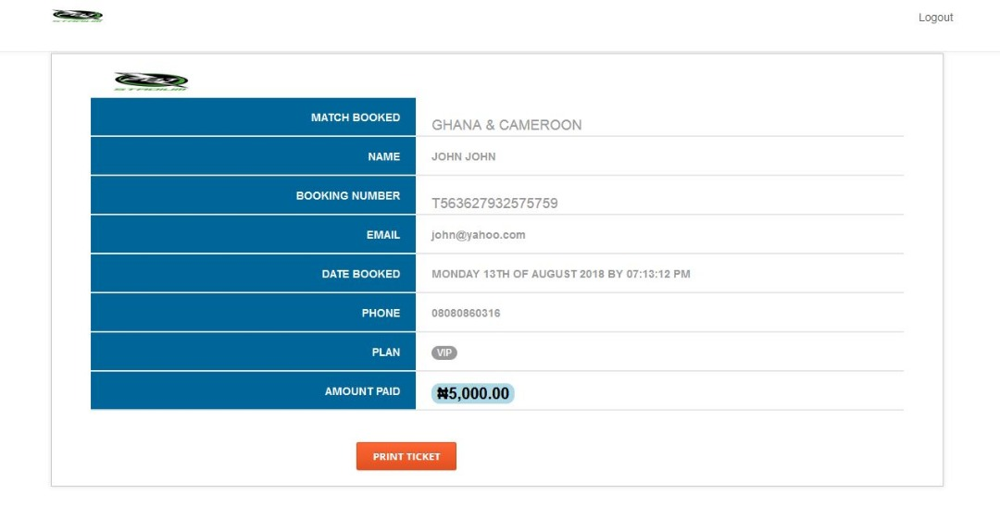 STADIUM
Logout
STADIUM
MATCH BOOKED GHANA & CAMEROON
NAME JOHN JOHN
BOOKING NUMBER T563627932575759
EMAIL john@yahoo.com
DATE BOOKED MONDAY 13TH OF AUGUST 2018 BY 07:13:12 PM
PHONE 08080860316
PLAN VIP
AMOUNT PAID ₦5,000.00
PRINT TICKET